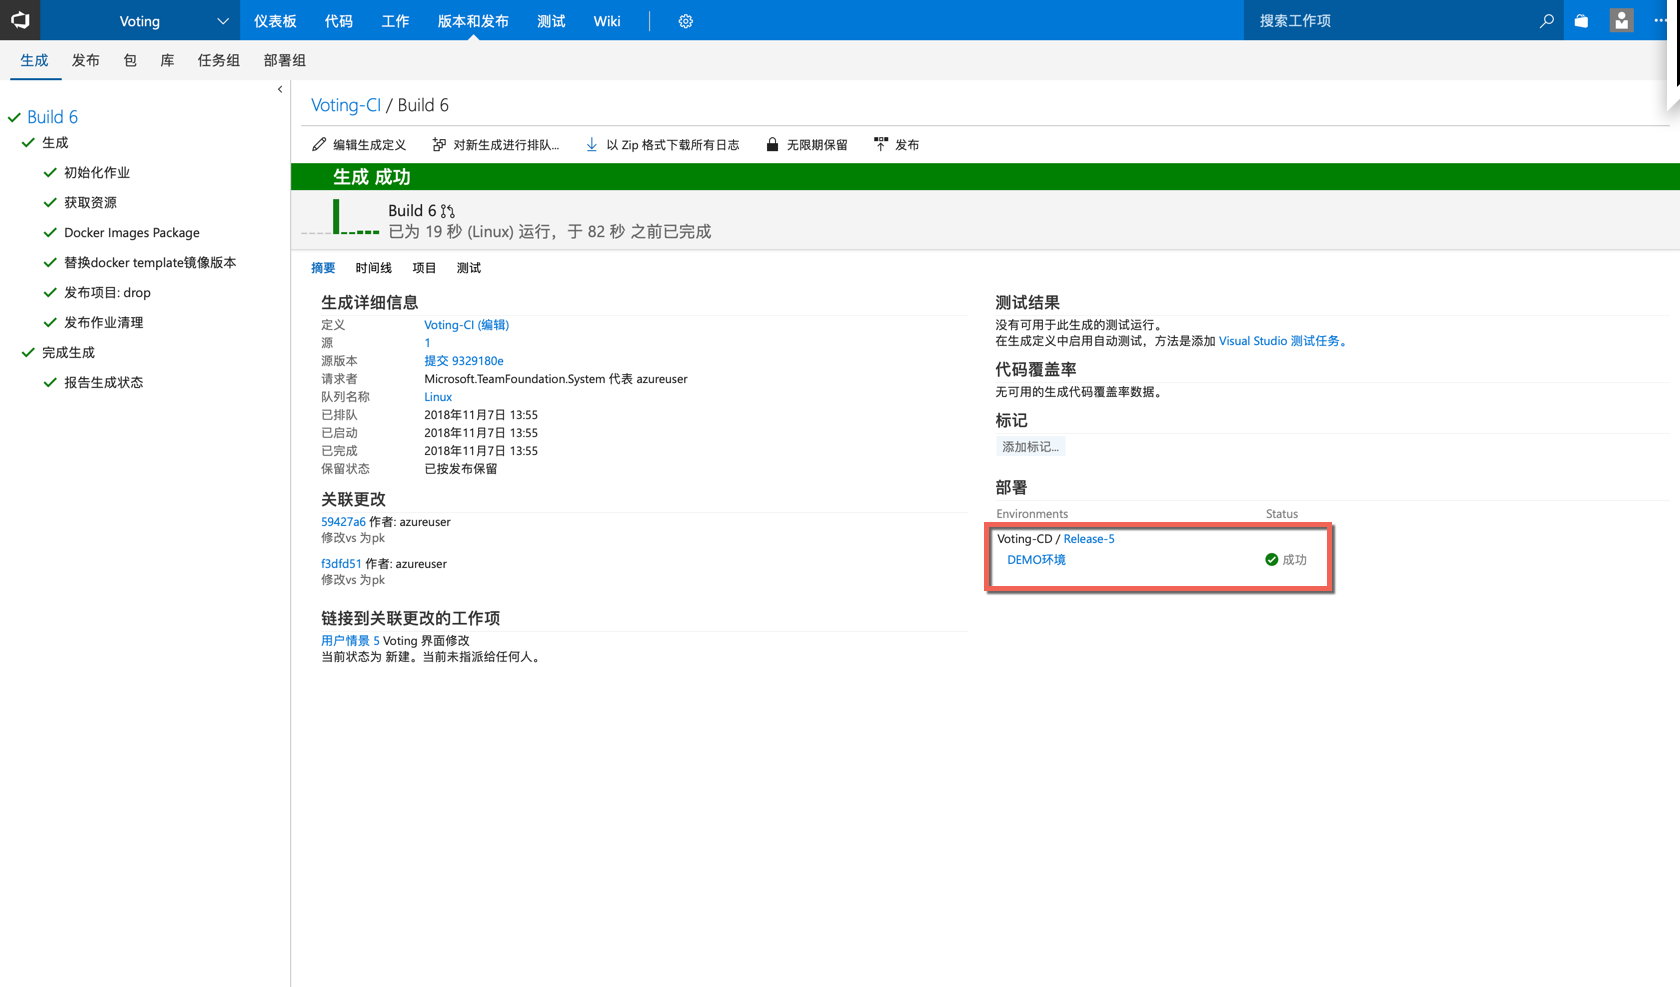 Voting
仪表板 代码 工作 版本和发布 测试 Wiki
搜索工作项
生成 发布 包 库 任务组 部署组
Build 6
生成
初始化作业
获取资源
Docker Images Package
替换docker template镜像版本
发布项目: drop
发布作业清理
完成生成
报告生成状态
Voting-CI / Build 6
编辑生成定义 对新生成进行排队... 以 Zip 格式下载所有日志 无限期保留 发布
生成 成功
Build 6
已为 19 秒 (Linux) 运行，于 82 秒 之前已完成
摘要 时间线 项目 测试
生成详细信息
定义 Voting-CI (编辑)
源 1
源版本 提交 9329180e
请求者 Microsoft.TeamFoundation.System 代表 azureuser
队列名称 Linux
已排队 2018年11月7日 13:55
已启动 2018年11月7日 13:55
已完成 2018年11月7日 13:55
保留状态 已按发布保留
关联更改
59427a6 作者: azureuser
修改vs 为pk
f3dfd51 作者: azureuser
修改vs 为pk
链接到关联更改的工作项
用户情景 5 Voting 界面修改
当前状态为 新建。当前未指派给任何人。
测试结果
没有可用于此生成的测试运行。
在生成定义中启用自动测试，方法是添加 Visual Studio 测试任务。
代码覆盖率
无可用的生成代码覆盖率数据。
标记
添加标记...
部署
Environments Status
Voting-CD / Release-5
DEMO环境 成功